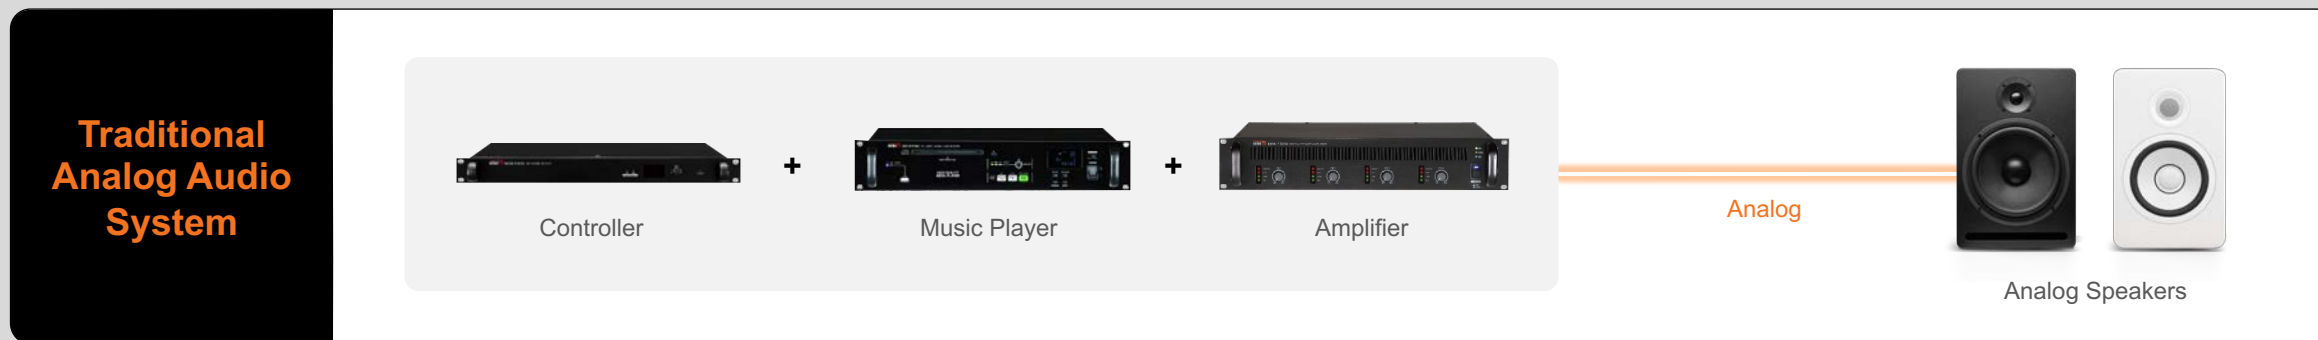 Traditional
Analog Audio
System
+
+
Controller
Music Player
Amplifier
Analog
Analog Speakers